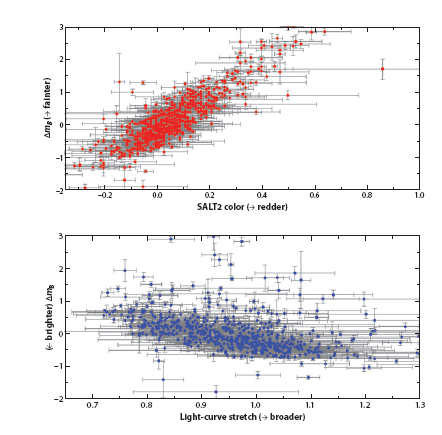 3
2
1
0
−1
−2
Δm_B (→ fainter)
−0.2 0.0 0.2 0.4 0.6 0.8 1.0
SALT2 color (→ redder)
3
2
1
0
−1
−2
(← brighter) Δm_B
0.7 0.8 0.9 1.0 1.1 1.2 1.3
Light-curve stretch (→ broader)